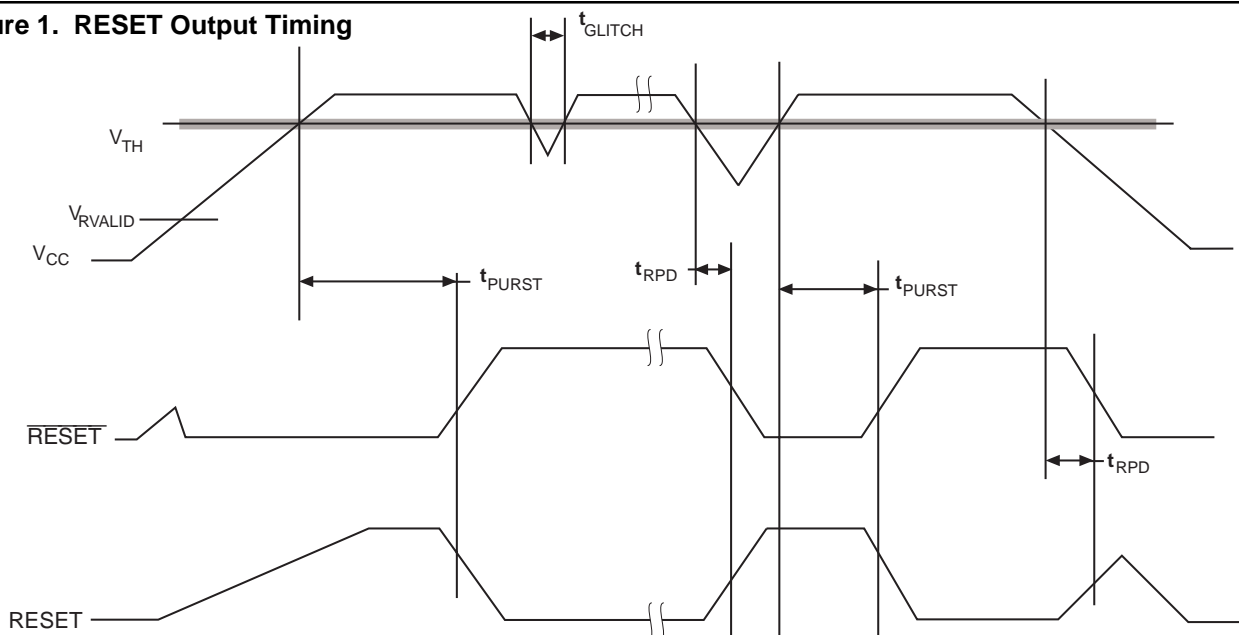 ure 1. RESET Output Timing
tGLITCH
VTH
VRVALID
VCC
tPURST
tRPD
tPURST
RESET
tRPD
RESET